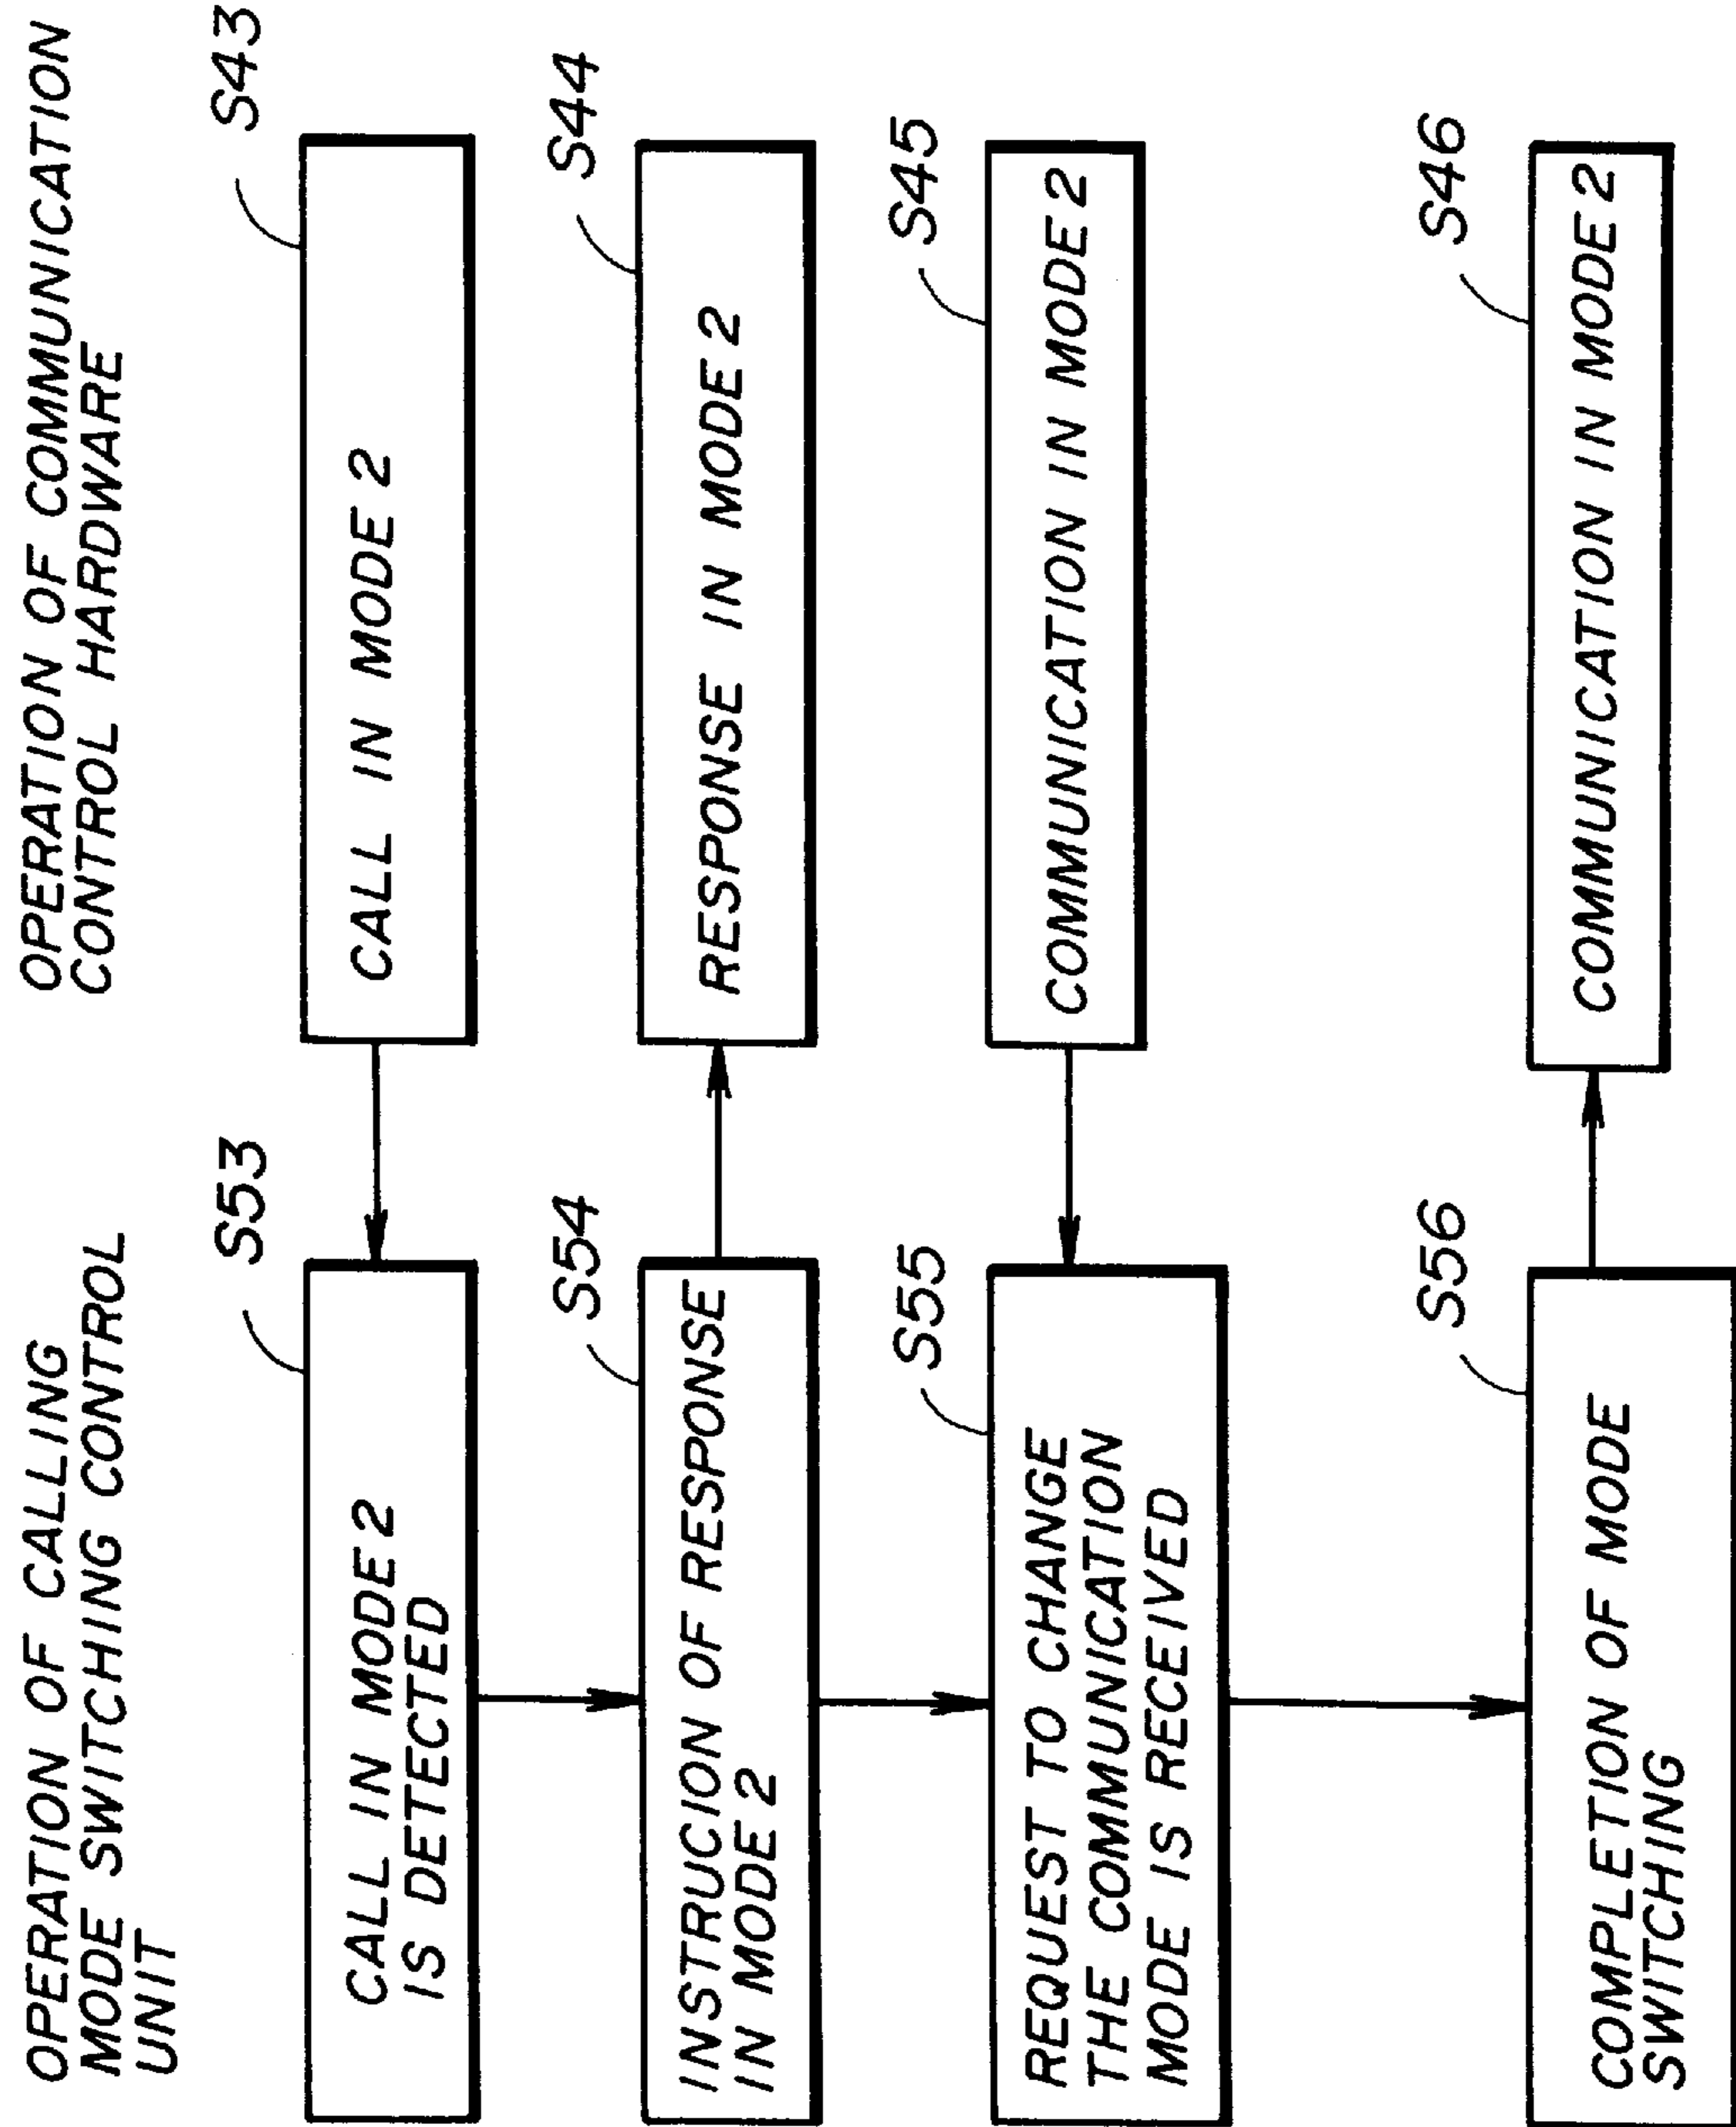 OPERATION OF CALLING
MODE SWITCHING CONTROL
UNIT
OPERATION OF COMMUNICATION
CONTROL HARDWARE
S53
CALL IN MODE 2
IS DETECTED
S43
CALL IN MODE 2
S54
INSTRUCION OF RESPONSE
IN MODE 2
S44
RESPONSE IN MODE 2
S55
REQUEST TO CHANGE
THE COMMUNICATION
MODE IS RECEIVED
S45
COMMUNICATION IN MODE 2
S56
COMPLETION OF MODE
SWITCHING
S46
COMMUNICATION IN MODE 2